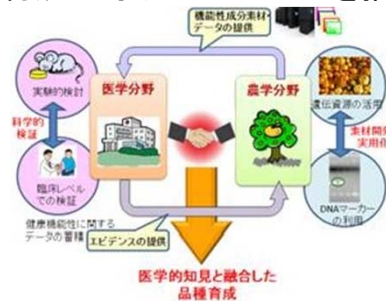 機能性成分素材・
データの提供
実験的検討
医学分野
農学分野
遺伝資源の活用
科学的
検証
素材開発
実用化
臨床レベル
での検証
DNAマーカー
の利用
健康機能性に関する
データの蓄積
エビデンスの提供
医学的知見と融合した
品種育成